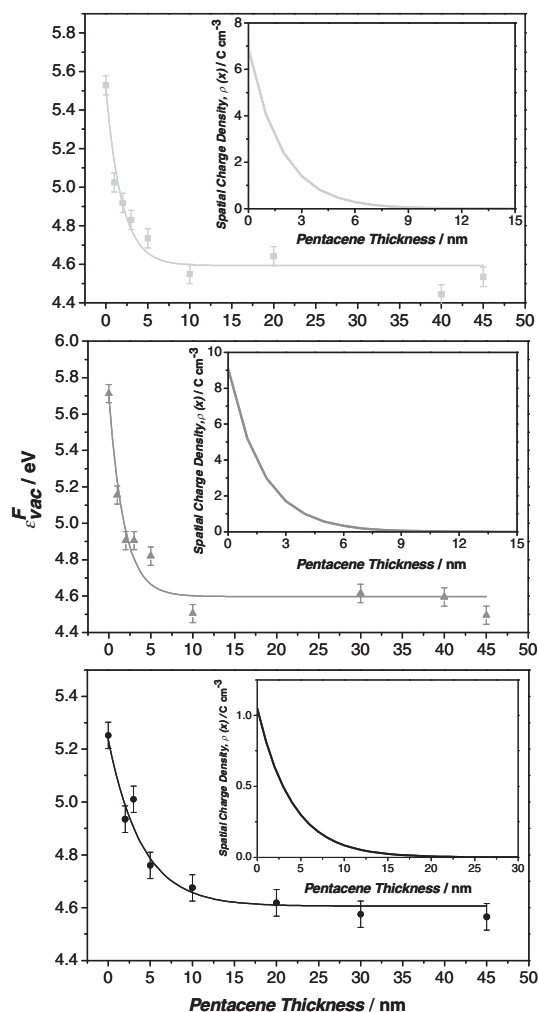 5.8
5.6
5.4
5.2
5.0
4.8
4.6
4.4
0 5 10 15 20 25 30 35 40 45 50
8
6
4
2
0
0 3 6 9 12 15
Spatial Charge Density, ρ (x) / C cm⁻³
Pentacene Thickness / nm
6.0
5.8
5.6
5.4
5.2
5.0
4.8
4.6
4.4
0 5 10 15 20 25 30 35 40 45 50
10
8
6
4
2
0
0 3 6 9 12 15
Spatial Charge Density, ρ (x) / C cm⁻³
Pentacene Thickness / nm
ε^F_vac / eV
5.4
5.2
5.0
4.8
4.6
4.4
0 5 10 15 20 25 30 35 40 45 50
1.0
0.5
0.0
0 5 10 15 20 25 30
Spatial Charge Density, ρ (x) / C cm⁻³
Pentacene Thickness / nm
Pentacene Thickness / nm